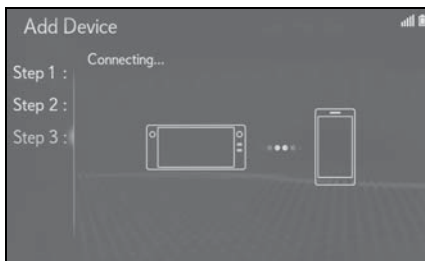 Add Device
Connecting...
Step 1 :
Step 2 :
Step 3 :